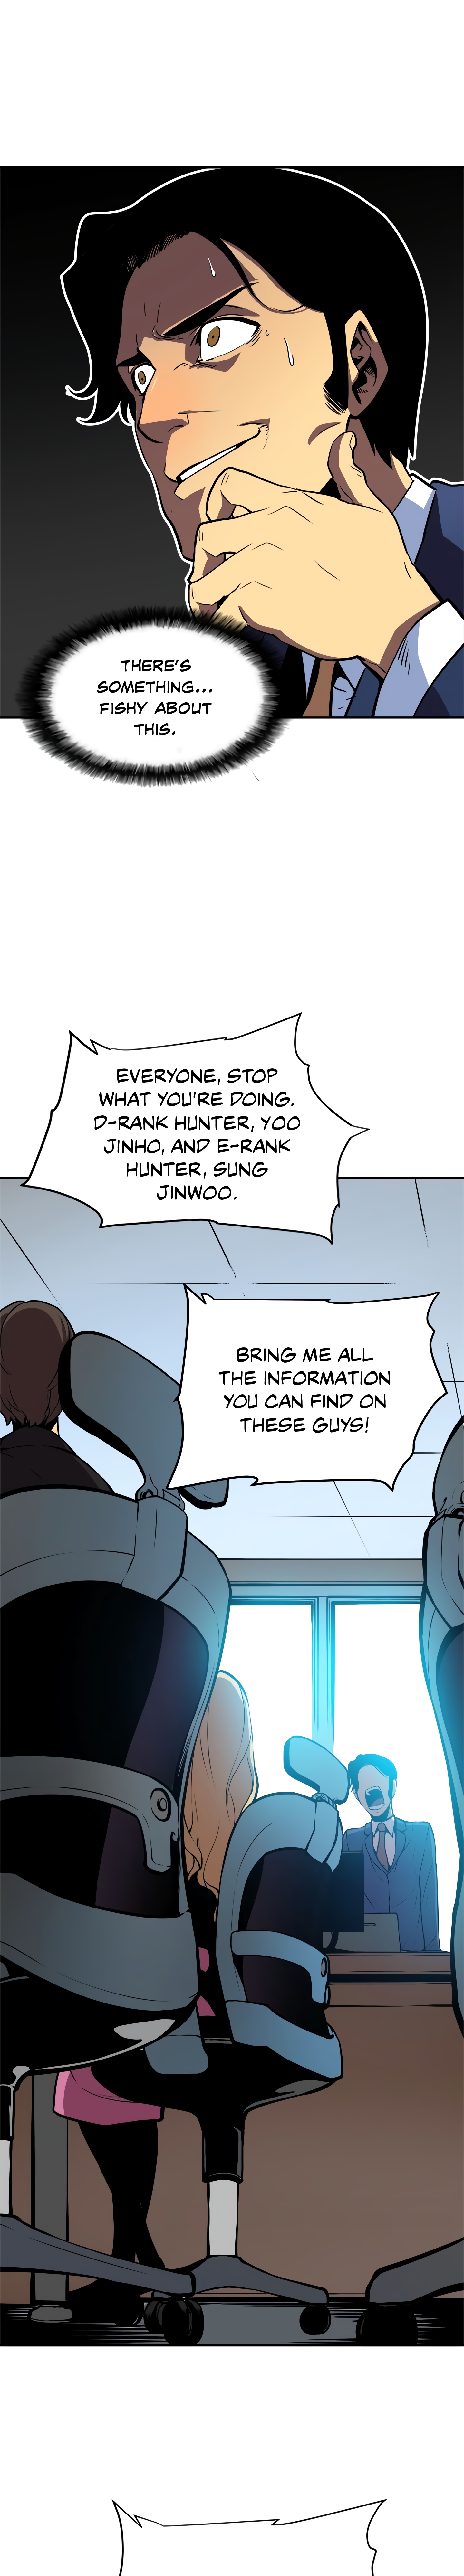 THERE'S
SOMETHING...
FISHY ABOUT
THIS.
EVERYONE, STOP
WHAT YOU'RE DOING.
D-RANK HUNTER, YOO
JINHO, AND E-RANK
HUNTER, SUNG
JINWOO.
BRING ME ALL
THE INFORMATION
YOU CAN FIND ON
THESE GUYS!